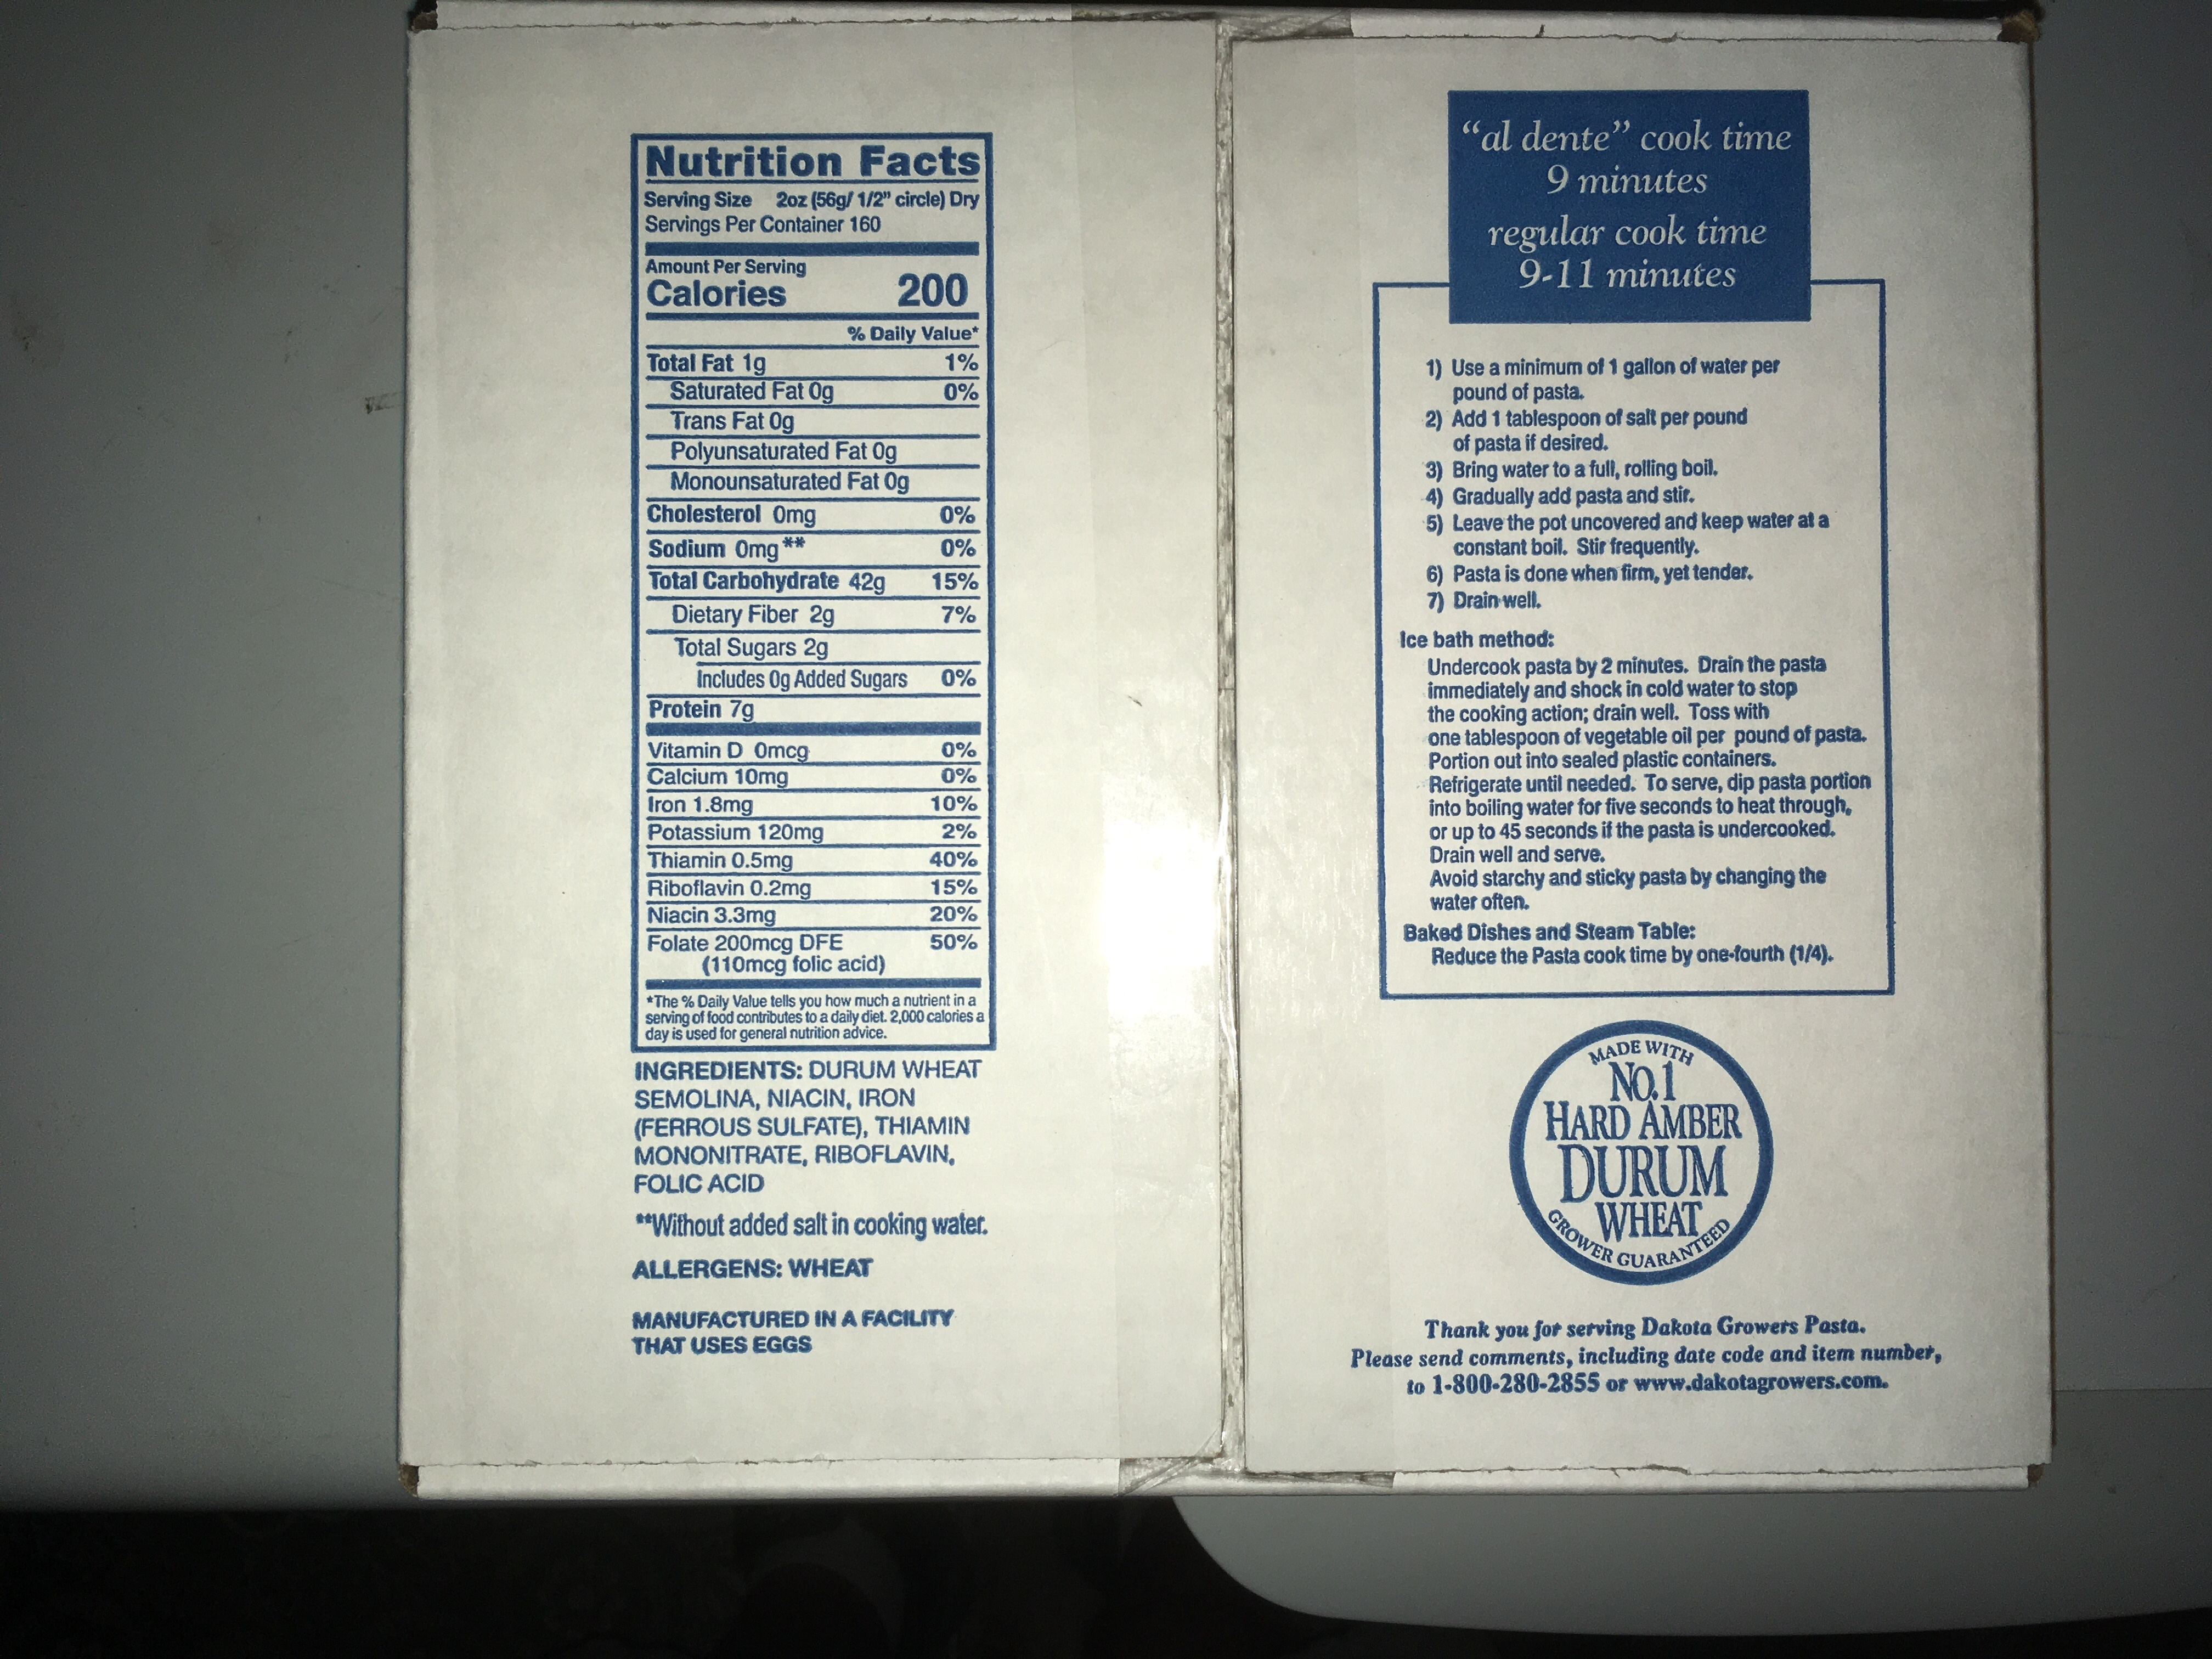 Nutrition Facts
Serving Size 2oz (56g/ 1/2" circle) Dry
Servings Per Container 160
Amount Per Serving
Calories 200
% Daily Value*
Total Fat 1g 1%
Saturated Fat 0g 0%
Trans Fat 0g
Polyunsaturated Fat 0g
Monounsaturated Fat 0g
Cholesterol 0mg 0%
Sodium 0mg** 0%
Total Carbohydrate 42g 15%
Dietary Fiber 2g 7%
Total Sugars 2g
Includes 0g Added Sugars 0%
Protein 7g
Vitamin D 0mcg 0%
Calcium 10mg 0%
Iron 1.8mg 10%
Potassium 120mg 2%
Thiamin 0.5mg 40%
Riboflavin 0.2mg 15%
Niacin 3.3mg 20%
Folate 200mcg DFE 50%
(110mcg folic acid)
*The % Daily Value tells you how much a nutrient in a
serving of food contributes to a daily diet. 2,000 calories a
day is used for general nutrition advice.
INGREDIENTS: DURUM WHEAT
SEMOLINA, NIACIN, IRON
(FERROUS SULFATE), THIAMIN
MONONITRATE, RIBOFLAVIN,
FOLIC ACID
**Without added salt in cooking water.
ALLERGENS: WHEAT
MANUFACTURED IN A FACILITY
THAT USES EGGS
"al dente" cook time
9 minutes
regular cook time
9-11 minutes
1) Use a minimum of 1 gallon of water per
pound of pasta.
2) Add 1 tablespoon of salt per pound
of pasta if desired.
3) Bring water to a full, rolling boil.
4) Gradually add pasta and stir.
5) Leave the pot uncovered and keep water at a
constant boil. Stir frequently.
6) Pasta is done when firm, yet tender.
7) Drain well.
Ice bath method:
Undercook pasta by 2 minutes. Drain the pasta
immediately and shock in cold water to stop
the cooking action; drain well. Toss with
one tablespoon of vegetable oil per pound of pasta.
Portion out into sealed plastic containers.
Refrigerate until needed. To serve, dip pasta portion
into boiling water for five seconds to heat through,
or up to 45 seconds if the pasta is undercooked.
Drain well and serve.
Avoid starchy and sticky pasta by changing the
water often.
Baked Dishes and Steam Table:
Reduce the Pasta cook time by one-fourth (1/4).
MADE WITH
No.1
HARD AMBER
DURUM
WHEAT
GROWER GUARANTEED
Thank you for serving Dakota Growers Pasta.
Please send comments, including date code and item number,
to 1-800-280-2855 or www.dakotagrowers.com.